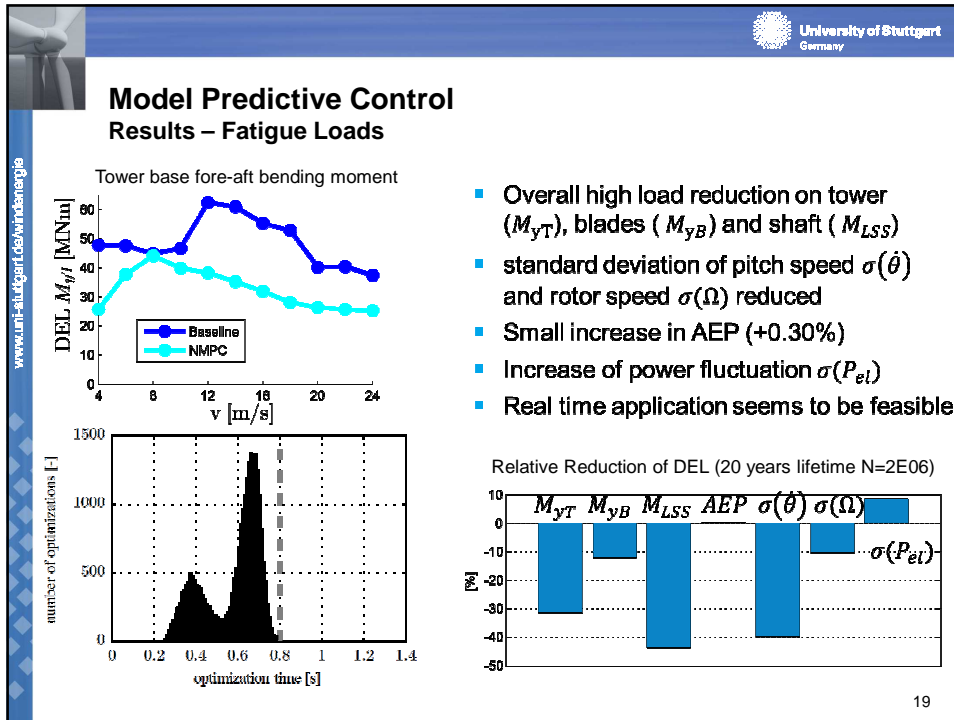 University of Stuttgart
Germany
www.uni-stuttgart.de/windenergie
Model Predictive Control
Results – Fatigue Loads
Tower base fore-aft bending moment
DEL M_yT [MNm]
60
50
40
30
20
10
0
Baseline
NMPC
4 8 12 16 20 24
v [m/s]
number of optimizations [-]
1500
1000
500
0
0 0.2 0.4 0.6 0.8 1 1.2 1.4
optimization time [s]
Overall high load reduction on tower
(M_yT), blades ( M_yB) and shaft ( M_LSS)
standard deviation of pitch speed σ(θ̇)
and rotor speed σ(Ω) reduced
Small increase in AEP (+0.30%)
Increase of power fluctuation σ(P_el)
Real time application seems to be feasible
Relative Reduction of DEL (20 years lifetime N=2E06)
M_yT M_yB M_LSS AEP σ(θ̇) σ(Ω)
σ(P_el)
[%]
10
0
-10
-20
-30
-40
-50
19